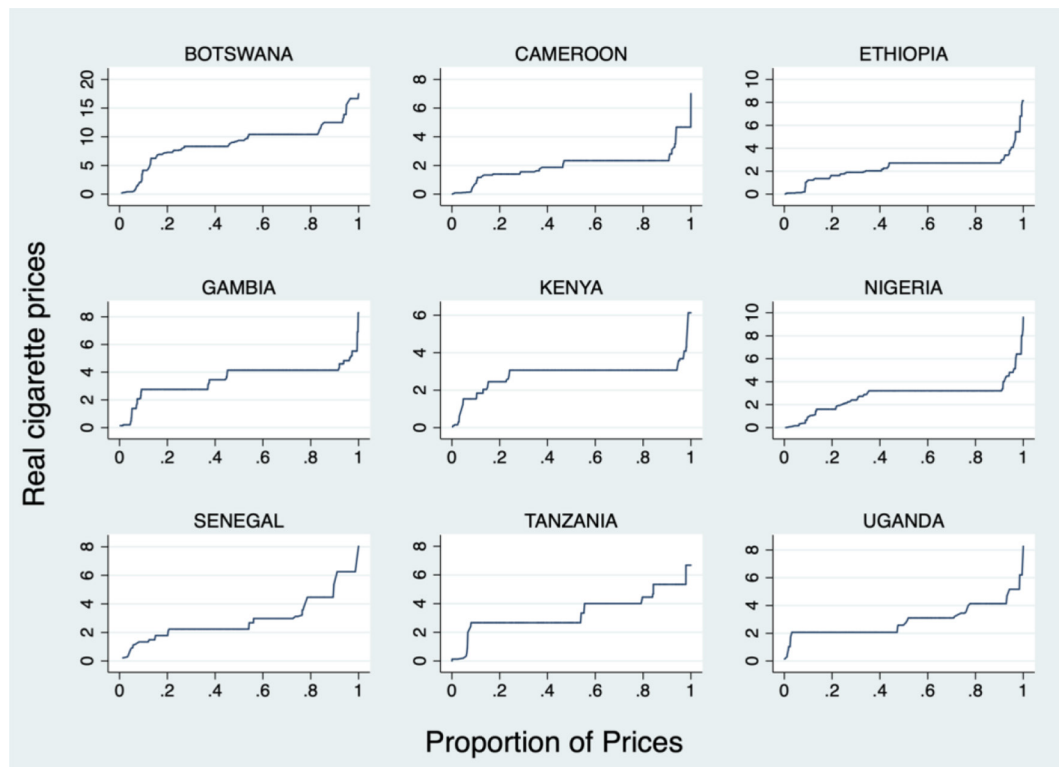 BOTSWANA
20
15
10
5
0
0 .2 .4 .6 .8 1
CAMEROON
8
6
4
2
0
0 .2 .4 .6 .8 1
ETHIOPIA
10
8
6
4
2
0
0 .2 .4 .6 .8 1
Real cigarette prices
GAMBIA
8
6
4
2
0
0 .2 .4 .6 .8 1
KENYA
6
4
2
0
0 .2 .4 .6 .8 1
NIGERIA
10
8
6
4
2
0
0 .2 .4 .6 .8 1
SENEGAL
8
6
4
2
0
0 .2 .4 .6 .8 1
TANZANIA
8
6
4
2
0
0 .2 .4 .6 .8 1
UGANDA
8
6
4
2
0
0 .2 .4 .6 .8 1
Proportion of Prices